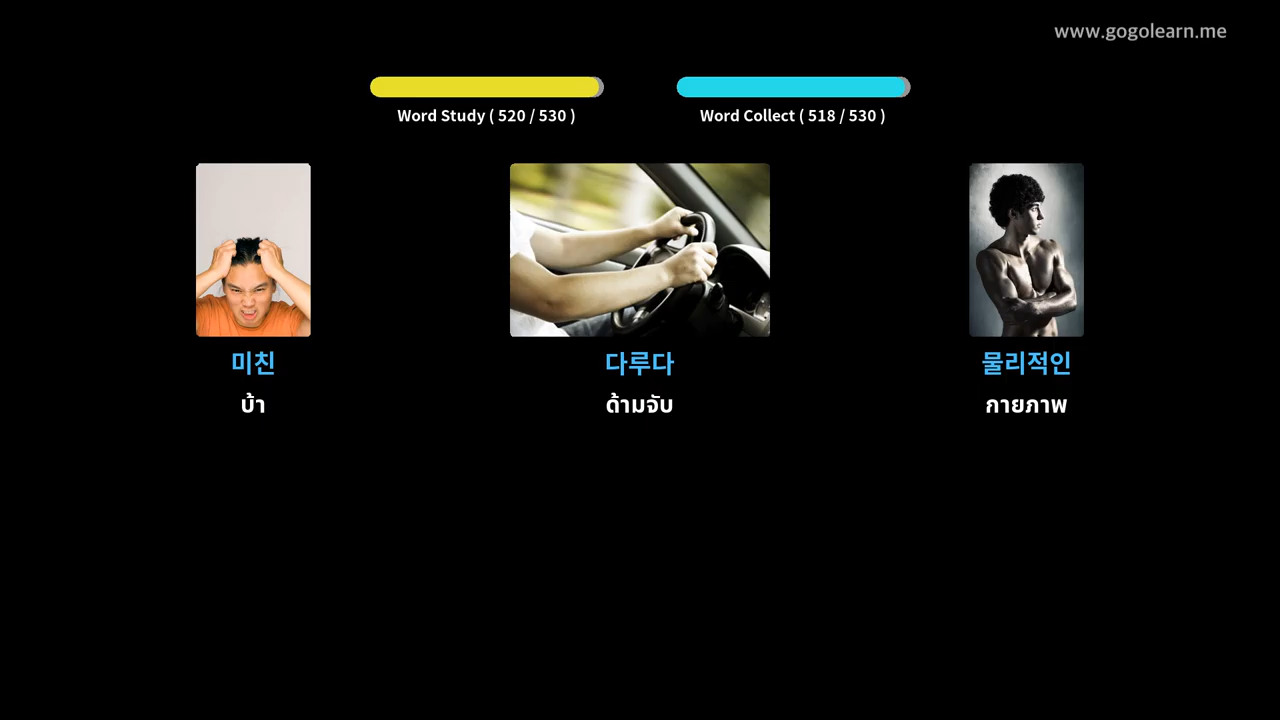 www.gogolearn.me
Word Study ( 520 / 530 )
Word Collect ( 518 / 530 )
미친
다루다
물리적인
บ้า
ด้ามจับ
กายภาพ